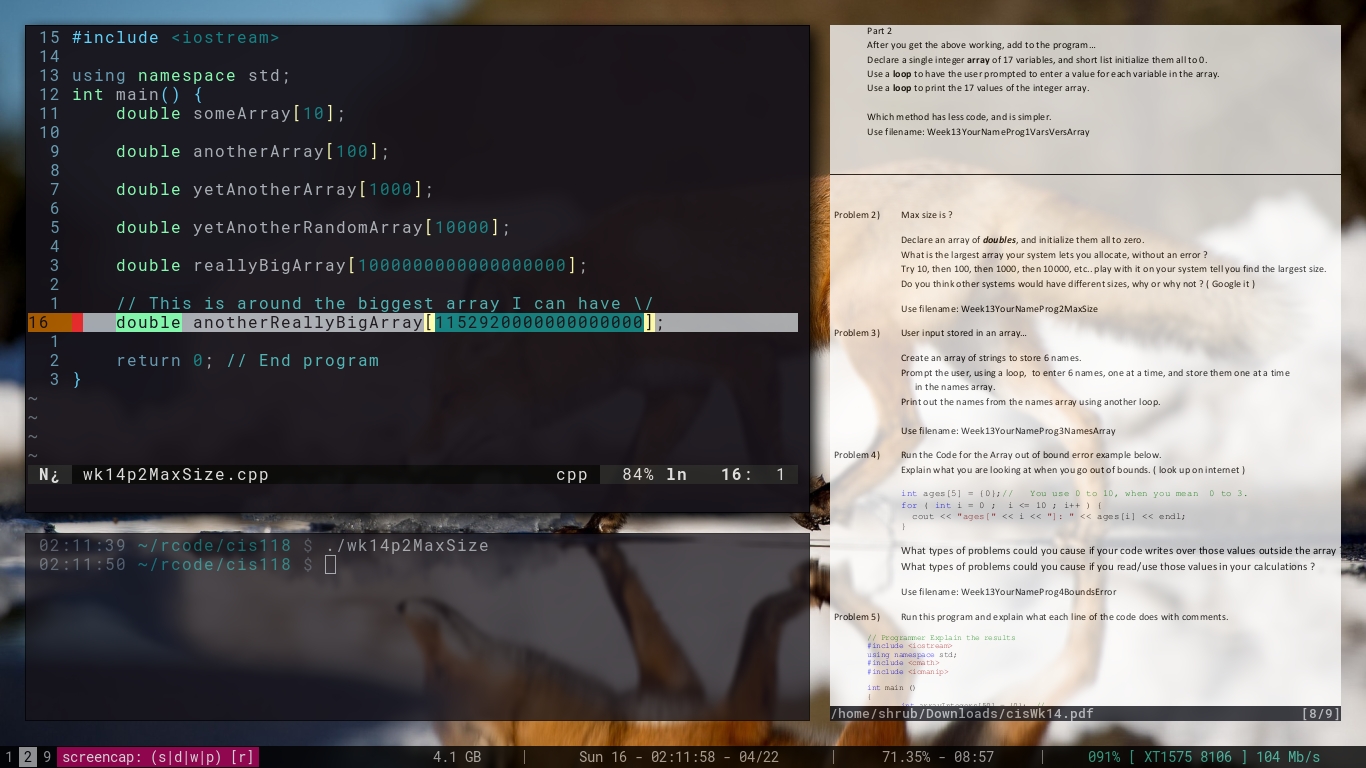 15 #include <iostream>
14
13 using namespace std;
12 int main() {
11     double someArray[10];
10
9     double anotherArray[100];
8
7     double yetAnotherArray[1000];
6
5     double yetAnotherRandomArray[10000];
4
3     double reallyBigArray[1000000000000000000];
2
1     // This is around the biggest array I can have \/
16     double anotherReallyBigArray[1152920000000000000];
1
2     return 0; // End program
3 }
~
~
~
~
N¿ wk14p2MaxSize.cpp cpp 84% ln 16: 1
02:11:39 ~/rcode/cis118 $ ./wk14p2MaxSize
02:11:50 ~/rcode/cis118 $
Part 2
After you get the above working, add to the program…
Declare a single integer array of 17 variables, and short list initialize them all to 0.
Use a loop to have the user prompted to enter a value for each variable in the array.
Use a loop to print the 17 values of the integer array.
Which method has less code, and is simpler.
Use filename: Week13YourNameProg1VarsVersArray
Problem 2) Max size is ?
Declare an array of doubles, and initialize them all to zero.
What is the largest array your system lets you allocate, without an error ?
Try 10, then 100, then 1000, then 10000, etc.. play with it on your system tell you find the largest size.
Do you think other systems would have different sizes, why or why not ? ( Google it )
Use filename: Week13YourNameProg2MaxSize
Problem 3) User input stored in an array…
Create an array of strings to store 6 names.
Prompt the user, using a loop, to enter 6 names, one at a time, and store them one at a time
in the names array.
Print out the names from the names array using another loop.
Use filename: Week13YourNameProg3NamesArray
Problem 4) Run the Code for the Array out of bound error example below.
Explain what you are looking at when you go out of bounds. ( look up on internet )
int ages[5] = {0};// You use 0 to 10, when you mean 0 to 3.
for ( int i = 0 ; i <= 10 ; i++ ) {
cout << "ages[" << i << "]: " << ages[i] << endl;
}
What types of problems could you cause if your code writes over those values outside the array
What types of problems could you cause if you read/use those values in your calculations ?
Use filename: Week13YourNameProg4BoundsError
Problem 5) Run this program and explain what each line of the code does with comments.
// Programmer Explain the results
#include <iostream>
using namespace std;
#include <cmath>
#include <iomanip>
int main ()
{
/home/shrub/Downloads/cisWk14.pdf [8/9]
1 2 9 screencap: (s|d|w|p) [r] 4.1 GB | Sun 16 - 02:11:58 - 04/22 | 71.35% - 08:57 | 091% [ XT1575 8106 ] 104 Mb/s